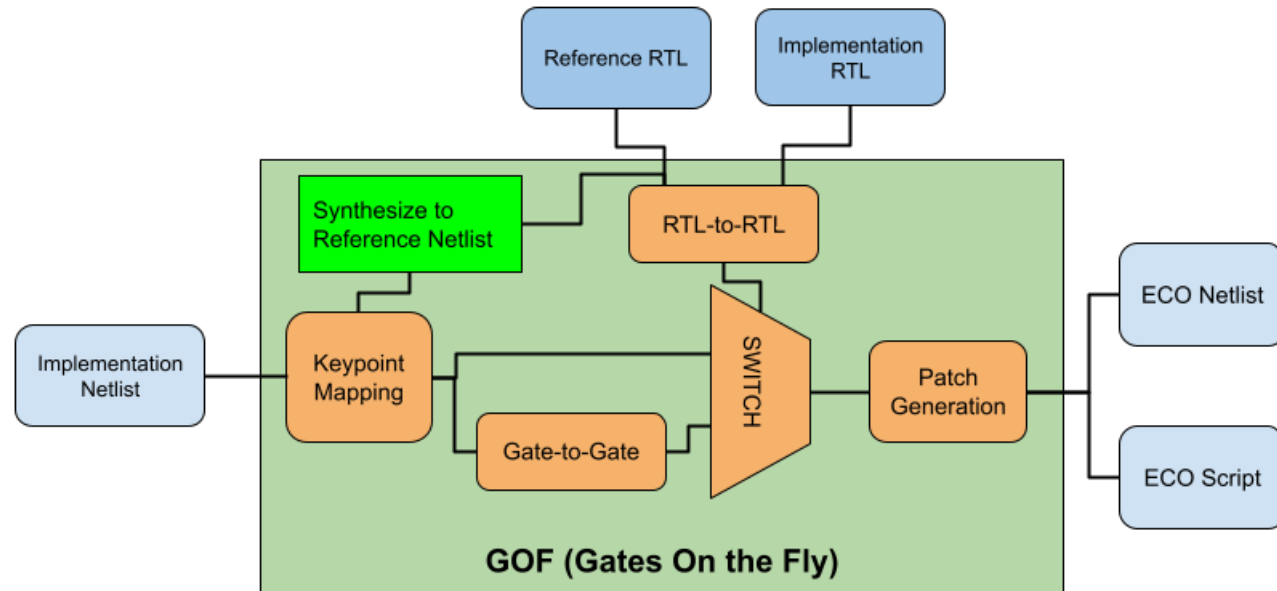 Reference RTL
Implementation
RTL
Synthesize to
Reference Netlist
RTL-to-RTL
ECO Netlist
Implementation
Netlist
Keypoint
Mapping
SWITCH
Patch
Generation
Gate-to-Gate
ECO Script
GOF (Gates On the Fly)